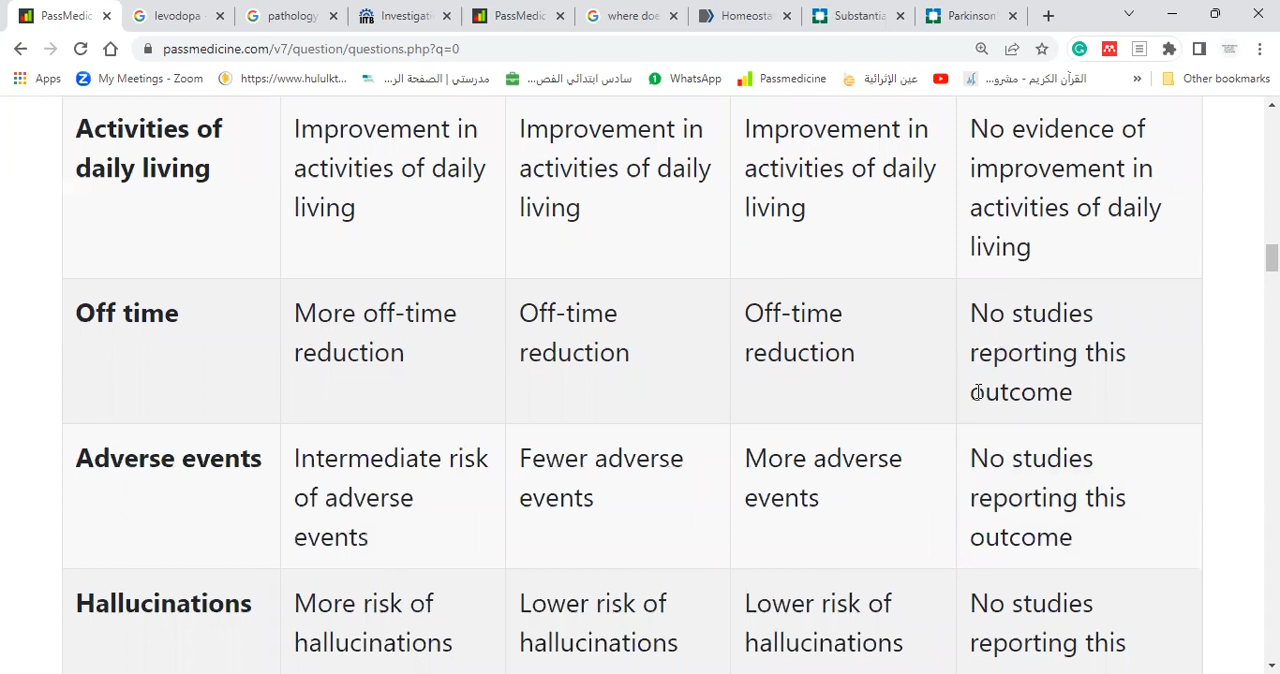 PassMedic
levodopa
pathology
Investigat
PassMedic
where doe
Homeosta
Substantia
Parkinson
passmedicine.com/v7/question/questions.php?q=0
Apps
My Meetings - Zoom
https://www.hululkt...
مدرستي | الصفحة الر...
سادس ابتدائي الفص...
WhatsApp
Passmedicine
عين الإثرائية
القرآن الكريم - مشرو...
»
Other bookmarks
Activities of daily living
Improvement in activities of daily living
Improvement in activities of daily living
Improvement in activities of daily living
No evidence of improvement in activities of daily living
Off time
More off-time reduction
Off-time reduction
Off-time reduction
No studies reporting this outcome
Adverse events
Intermediate risk of adverse events
Fewer adverse events
More adverse events
No studies reporting this outcome
Hallucinations
More risk of hallucinations
Lower risk of hallucinations
Lower risk of hallucinations
No studies reporting this